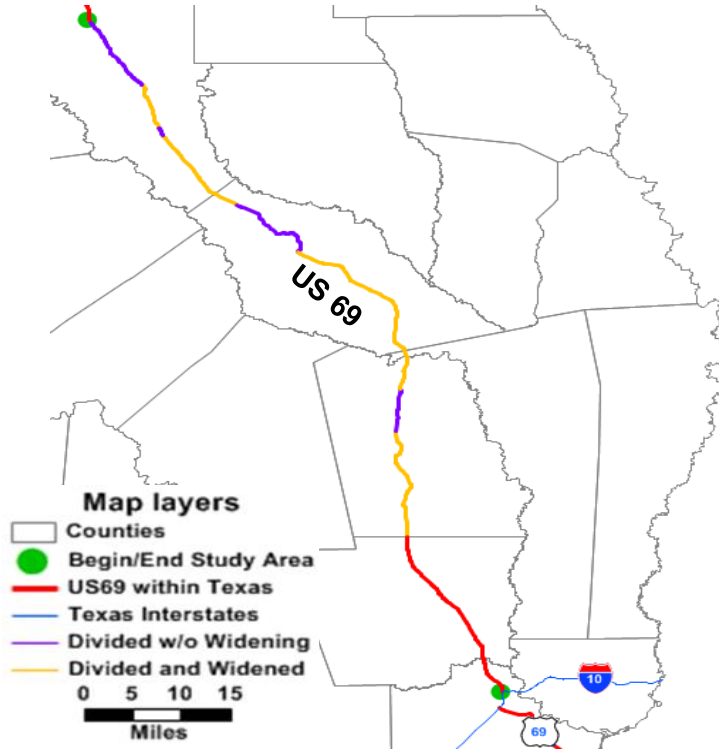 US 69
Map layers
Counties
Begin/End Study Area
US69 within Texas
Texas Interstates
Divided w/o Widening
Divided and Widened
0 5 10 15
Miles
10
69